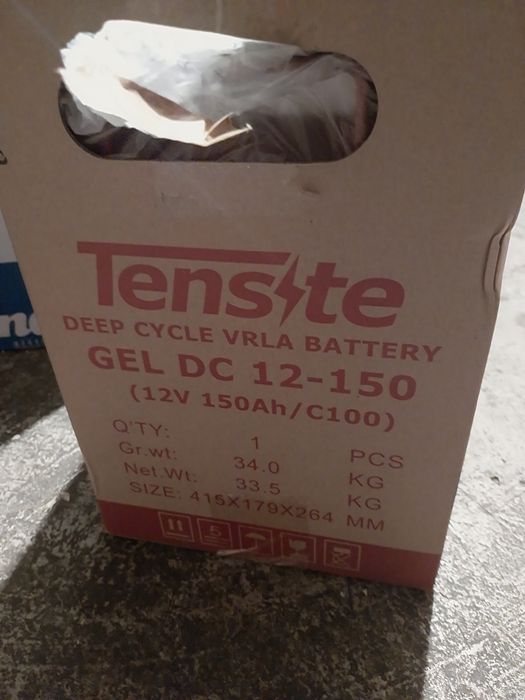 Tensite
DEEP CYCLE VRLA BATTERY
GEL DC 12-150
(12V 150Ah/C100)
Q'TY: 1 PCS
Gr.wt: 34.0 KG
Net.Wt: 33.5 KG
SIZE: 415X179X264 MM
5